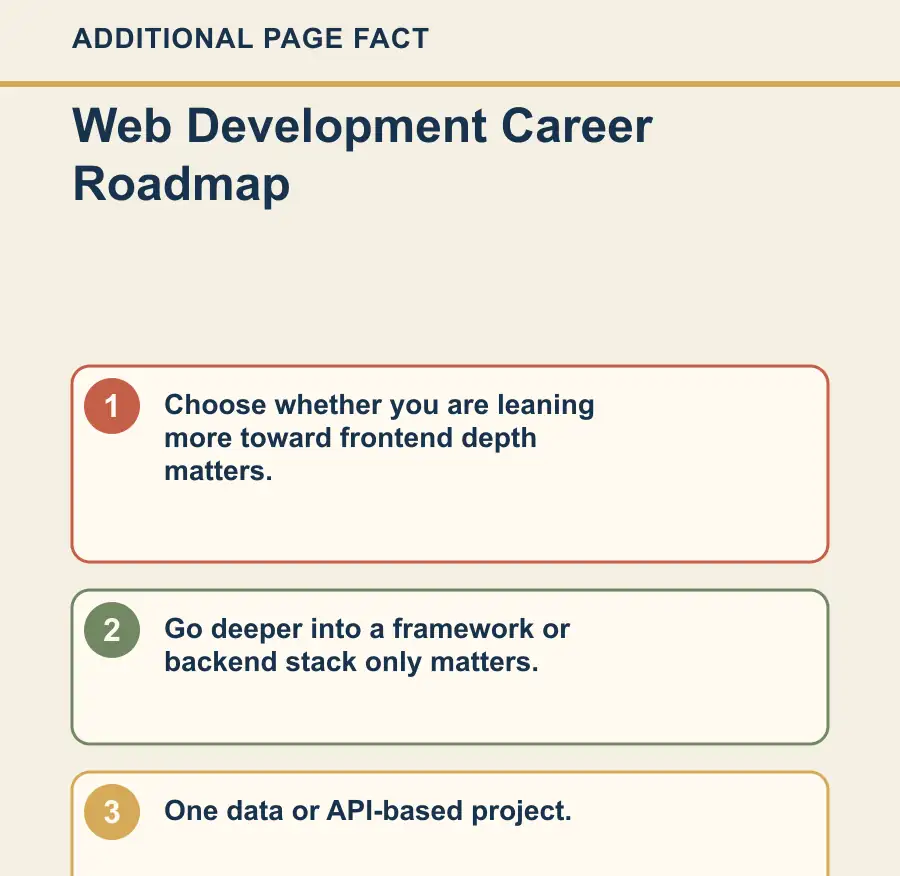 ADDITIONAL PAGE FACT
Web Development Career
Roadmap
1
Choose whether you are leaning
more toward frontend depth
matters.
2
Go deeper into a framework or
backend stack only matters.
3
One data or API-based project.